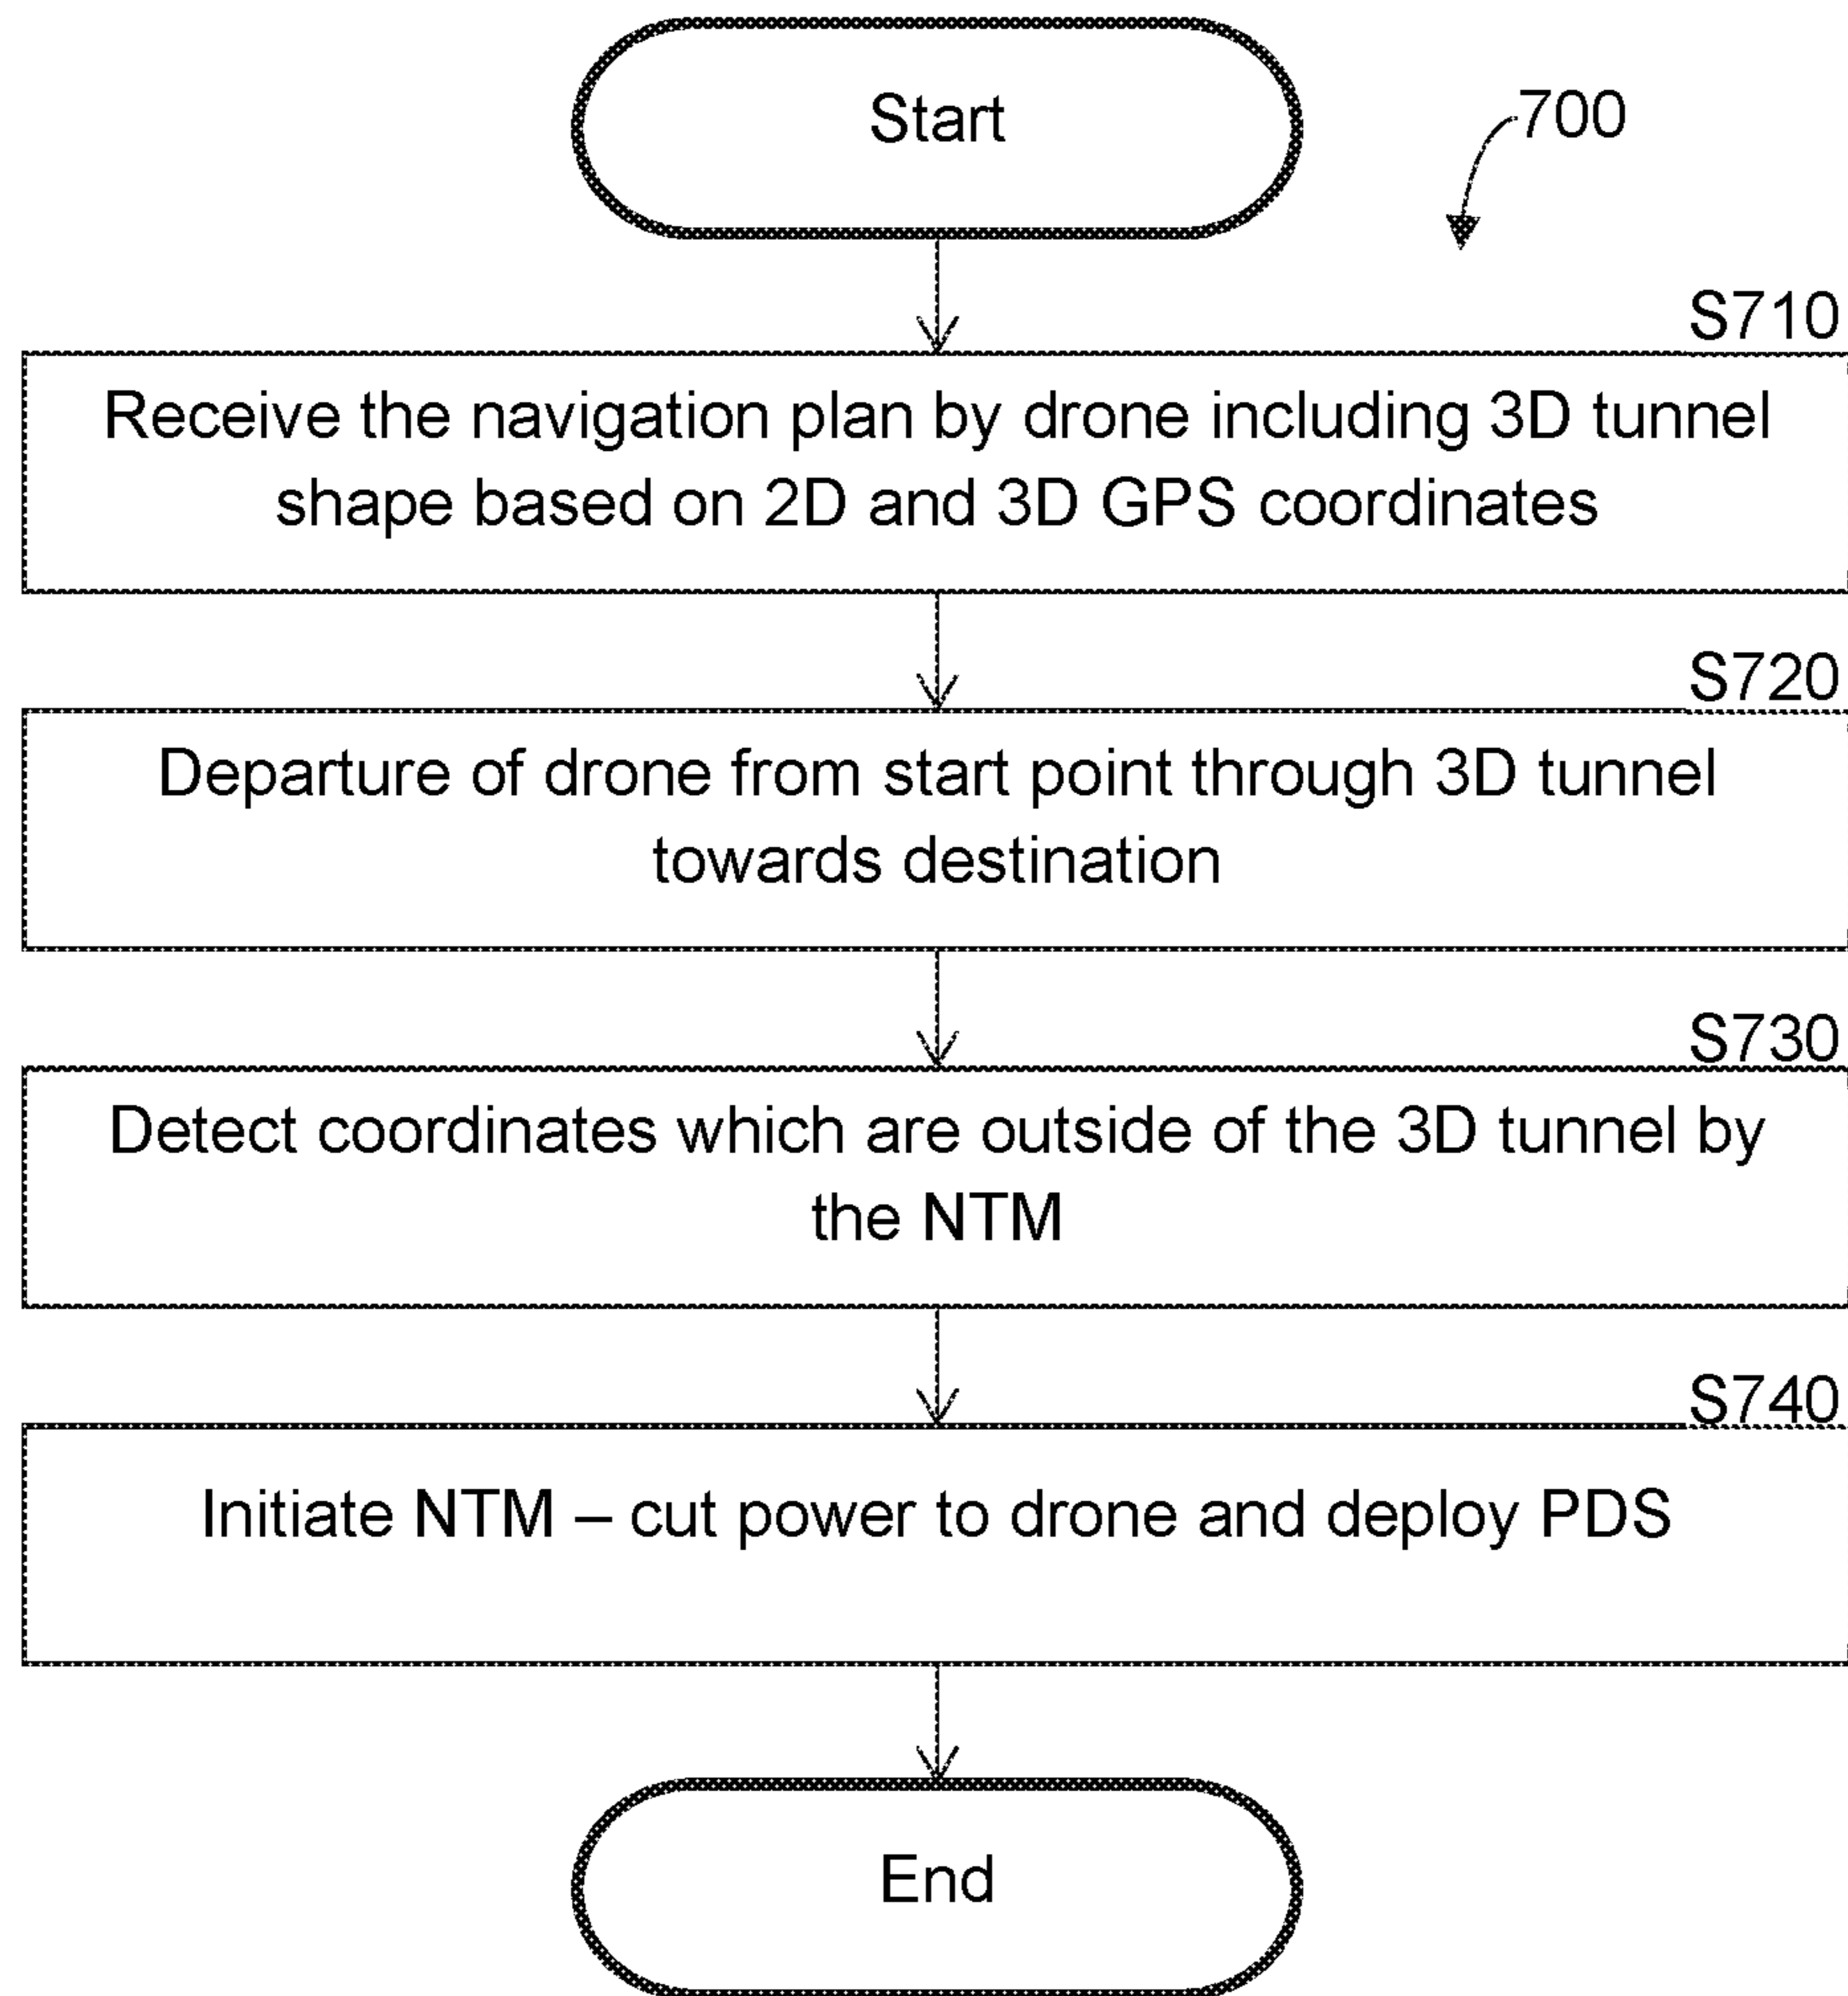 Start
700
S710
Receive the navigation plan by drone including 3D tunnel
shape based on 2D and 3D GPS coordinates
S720
Departure of drone from start point through 3D tunnel
towards destination
S730
Detect coordinates which are outside of the 3D tunnel by
the NTM
S740
Initiate NTM – cut power to drone and deploy PDS
End